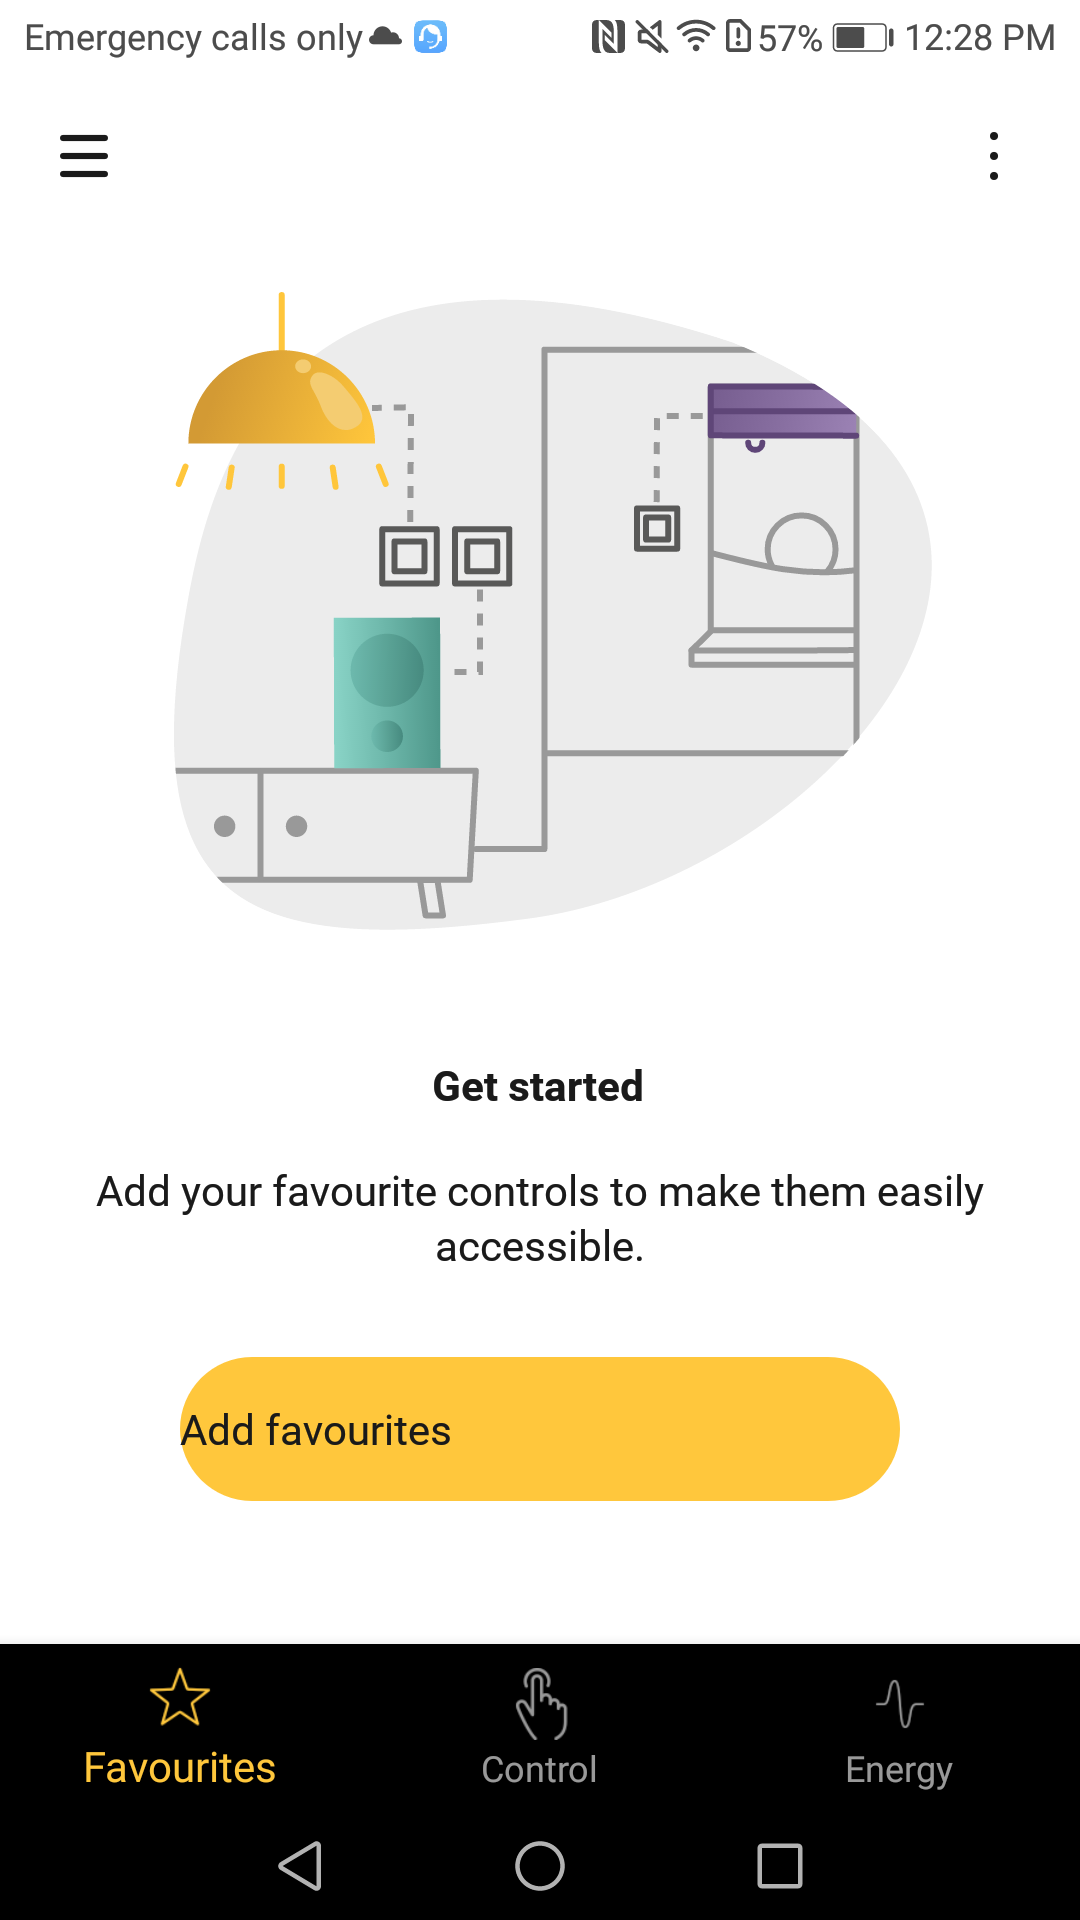 Emergency calls only 57% 12:28 PM
Get started
Add your favourite controls to make them easily
accessible.
Add favourites
Favourites Control Energy